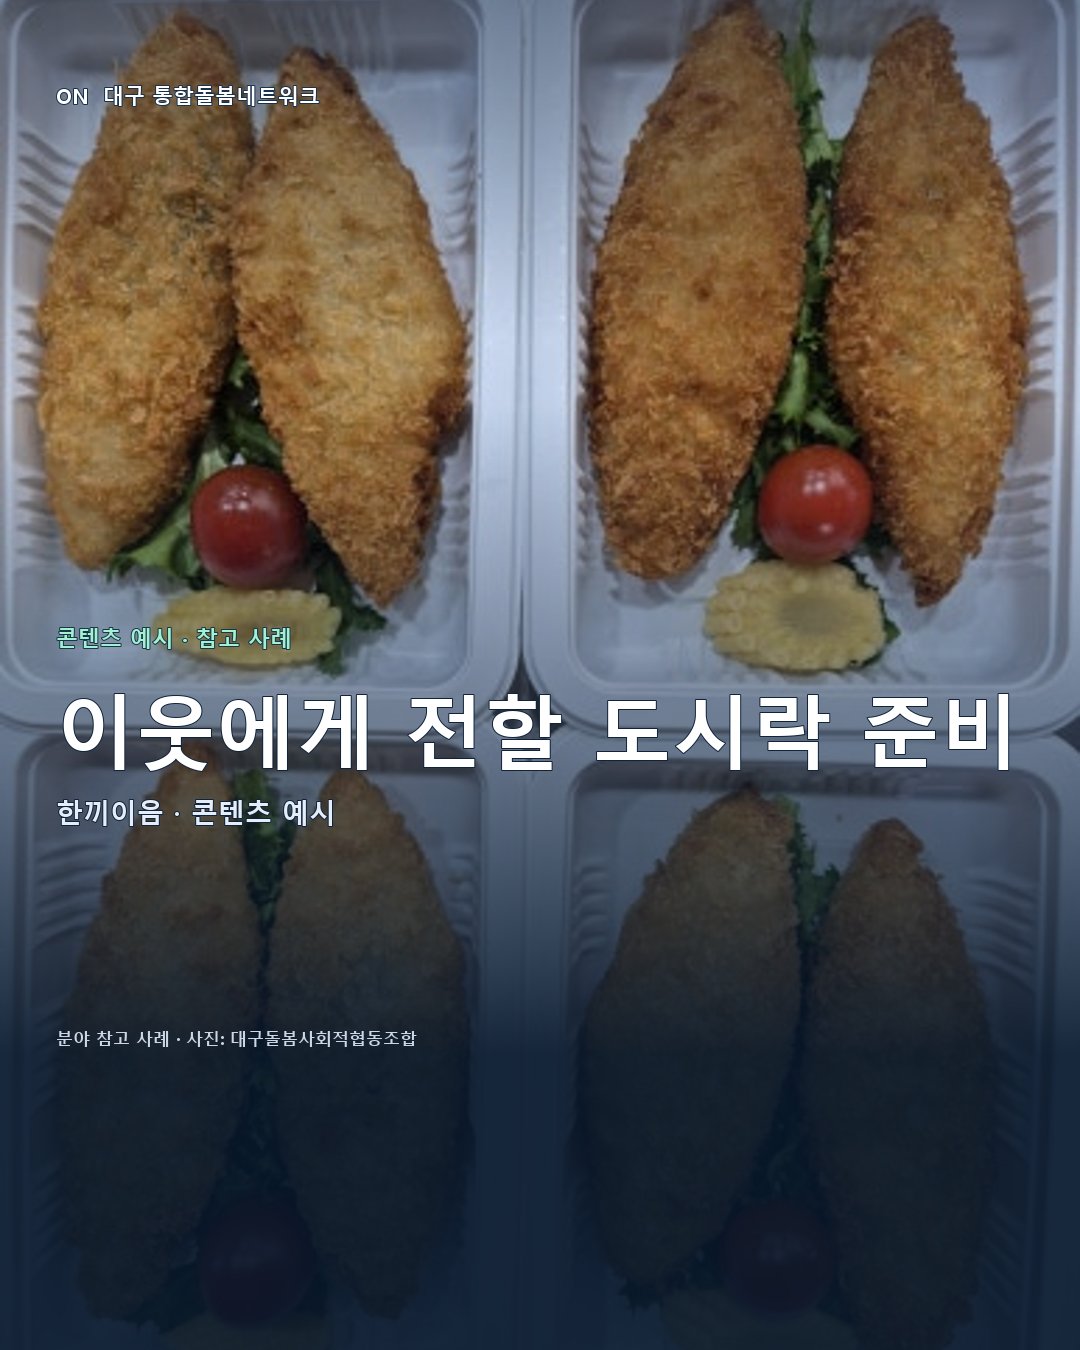 ON 대구 통합돌봄네트워크
콘텐츠 예시 · 참고 사례
이웃에게 전할 도시락 준비
한끼이음 · 콘텐츠 예시
분야 참고 사례 · 사진: 대구돌봄사회적협동조합